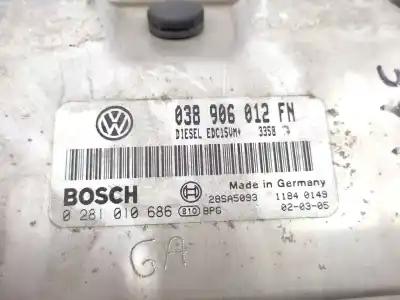 038 906 012 FN
DIESEL EDC15VM+ 3358
BOSCH
Made in Germany
28SA5093 1184 0149
0 281 010 686 810 BPG 02-03-05
GA